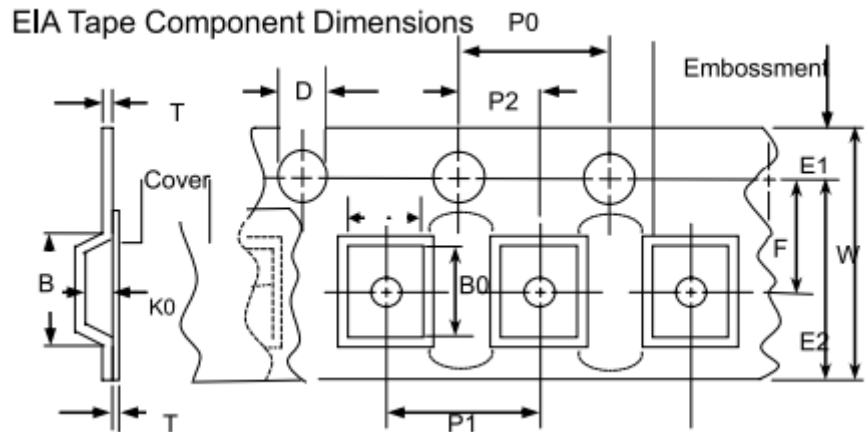 EIA Tape Component Dimensions
P0
D
P2
Embossment
T
E1
Cover
F
W
B
B0
K0
E2
P1
T